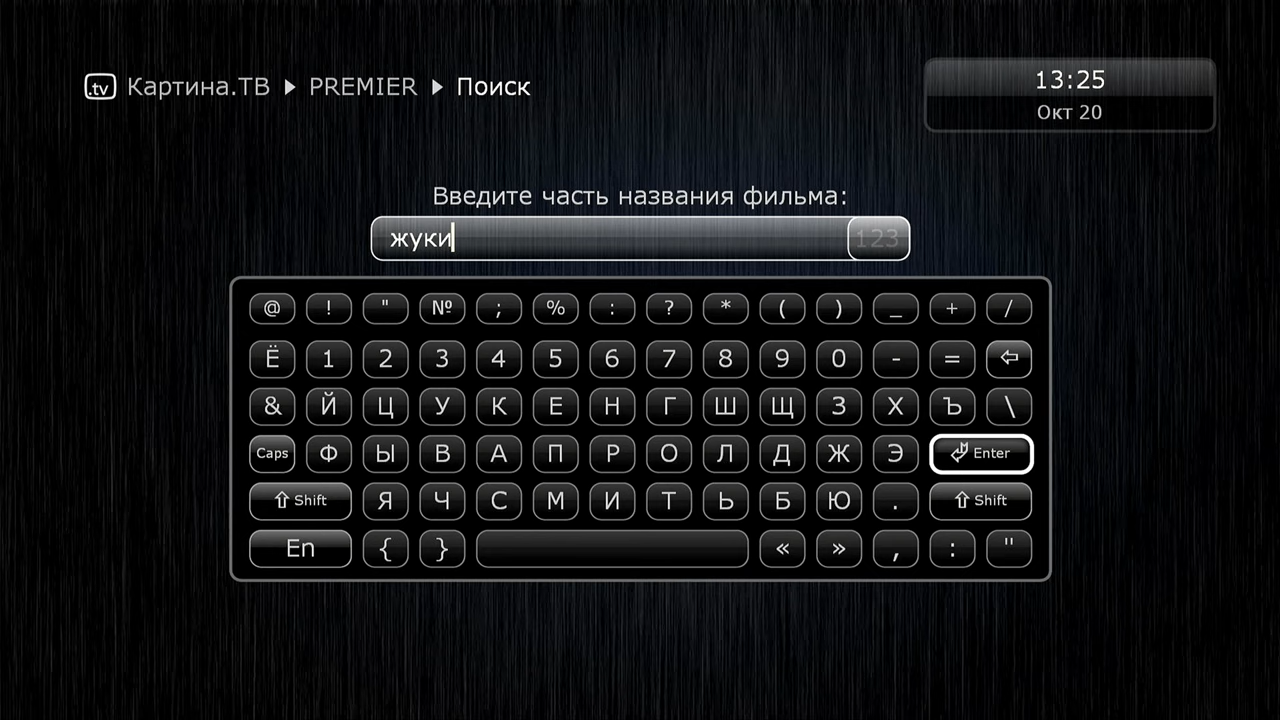 .tv Картина.ТВ ▶ PREMIER ▶ Поиск
13:25
Окт 20
Введите часть названия фильма:
жуки 123
@ ! " № ; % : ? * ( ) _ + /
Ё 1 2 3 4 5 6 7 8 9 0 - =
& Й Ц У К Е Н Г Ш Щ З Х Ъ \
Caps Ф Ы В А П Р О Л Д Ж Э Enter
Shift Я Ч С М И Т Ь Б Ю . Shift
En { } « » , : "